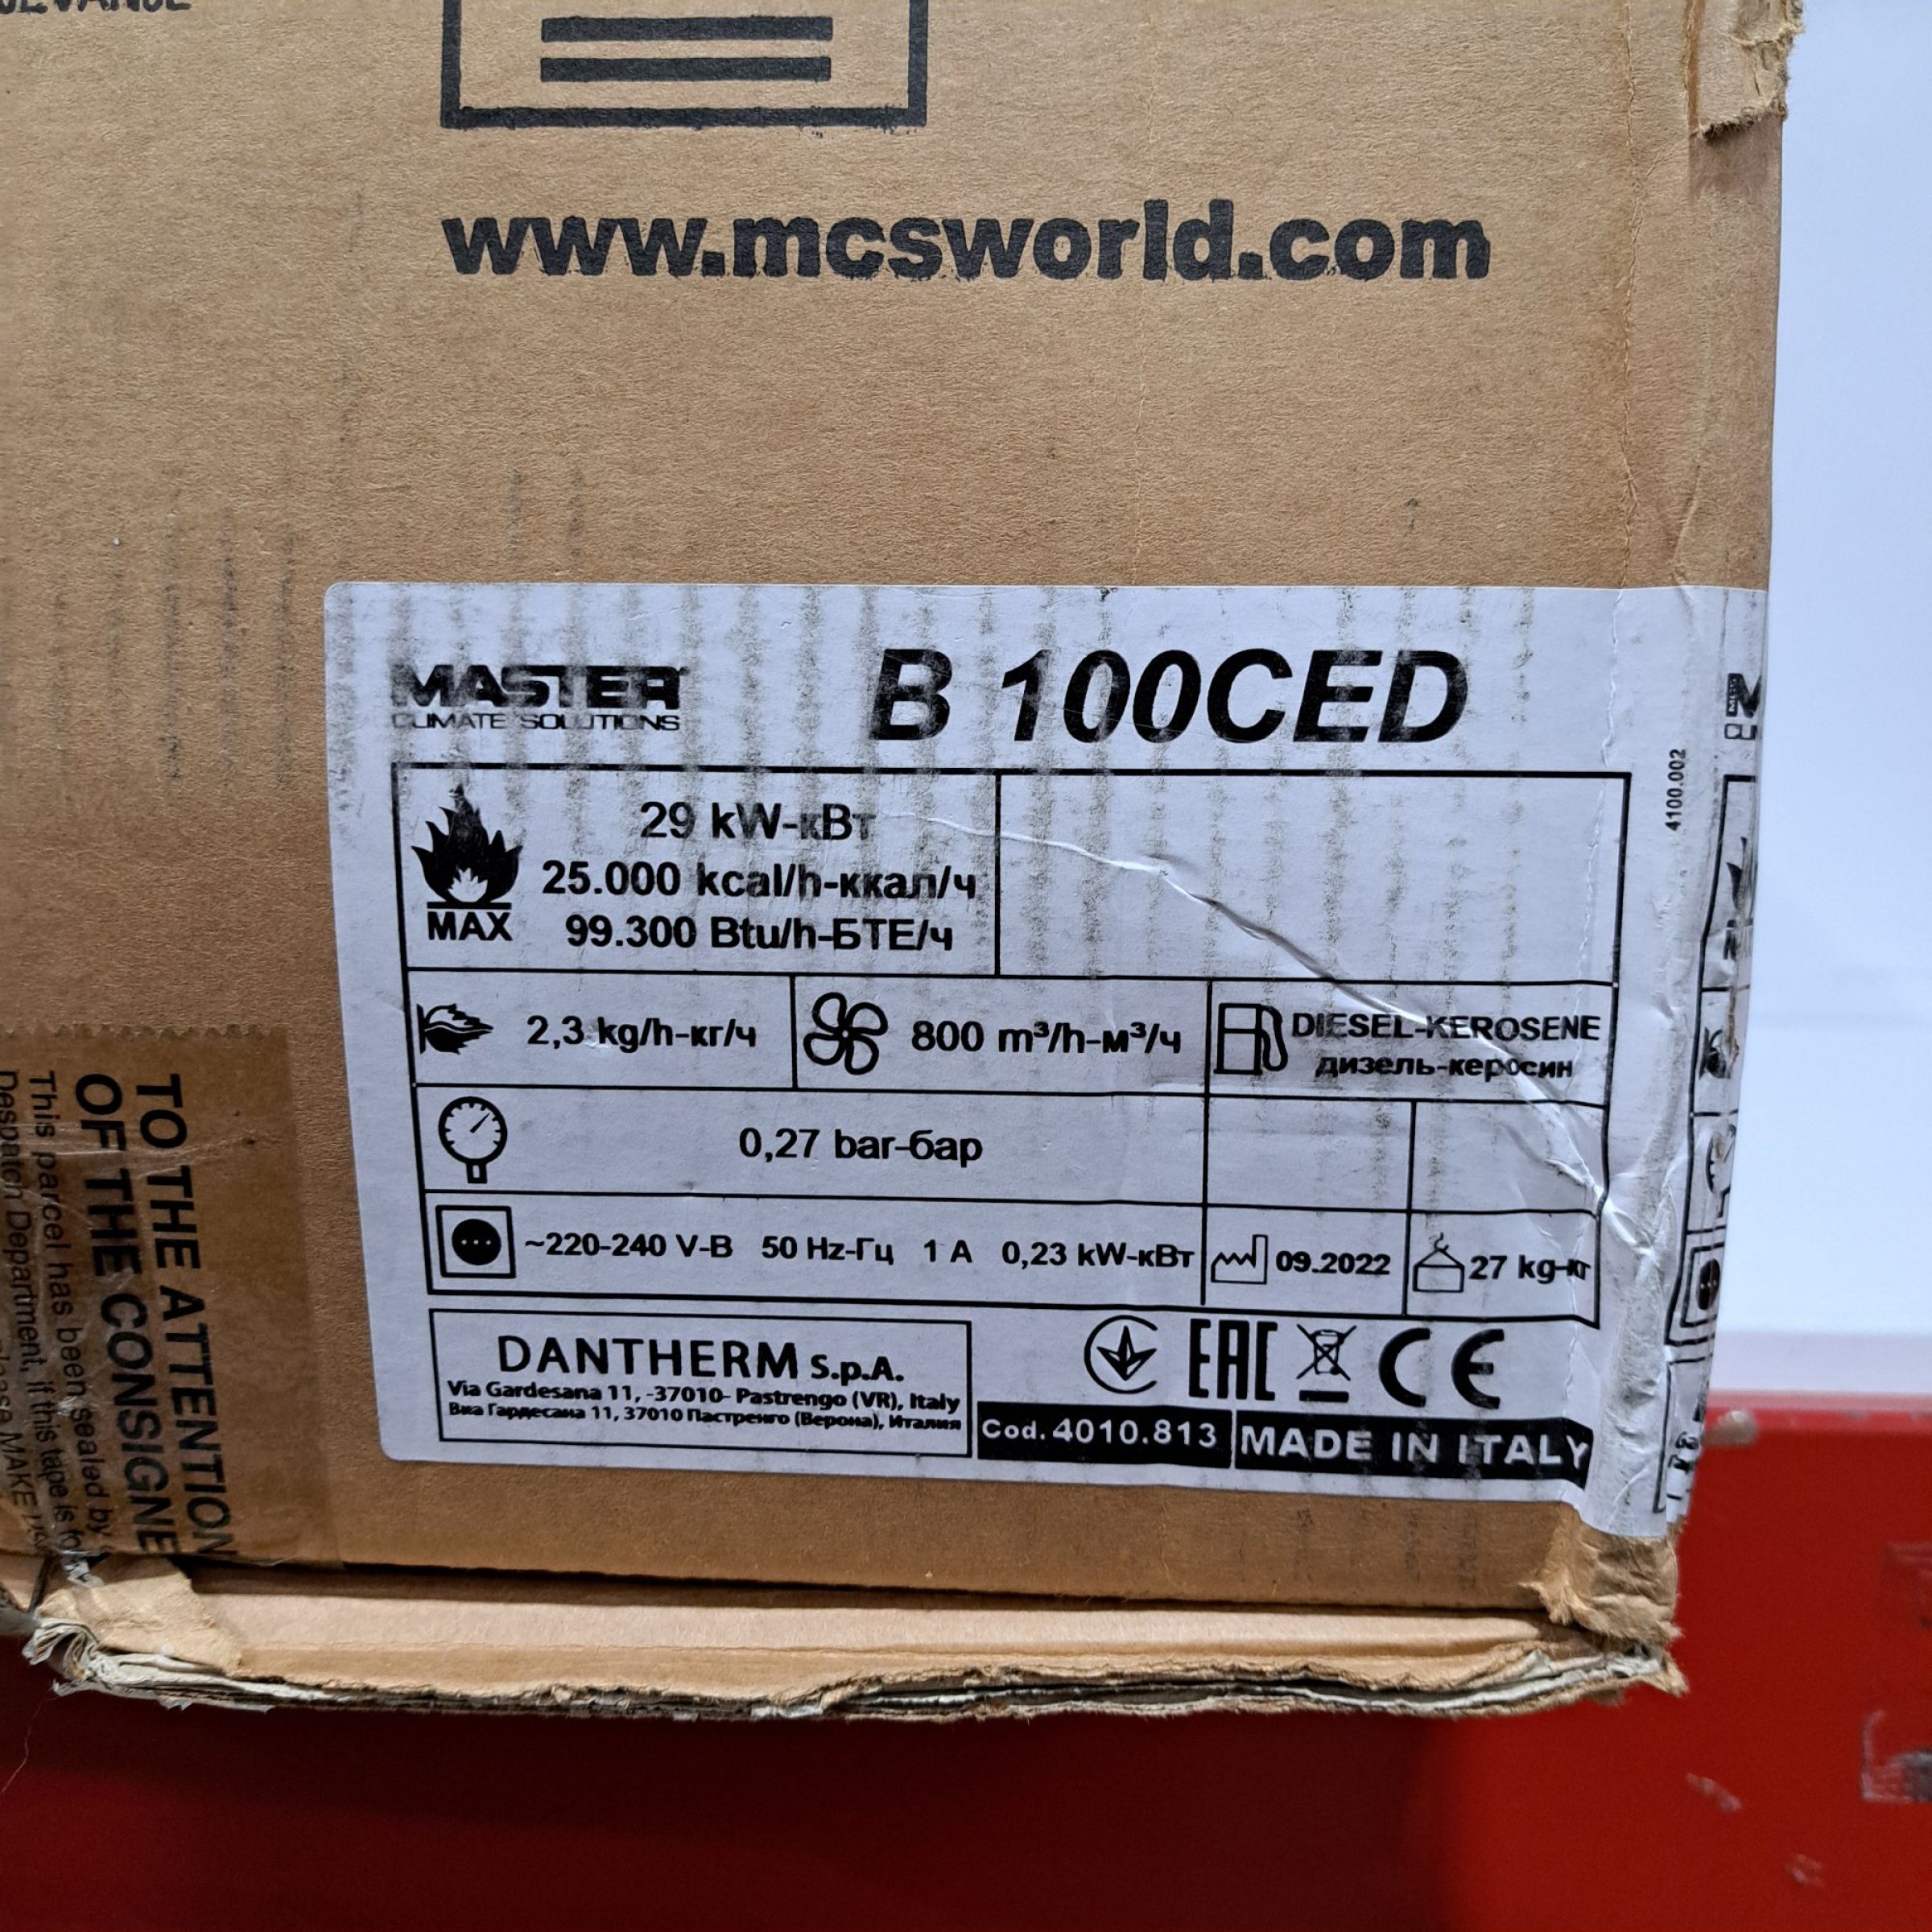 www.mcsworld.com
MASTER
CLIMATE SOLUTIONS
B 100CED
29 kW-кВт
25.000 kcal/h-ккал/ч
MAX
99.300 Btu/h-БТЕ/ч
4100.002
2,3 kg/h-кг/ч
800 m³/h-м³/ч
DIESEL-KEROSENE
дизель-керосин
0,27 bar-бар
~220-240 V-В 50 Hz-Гц 1 A 0,23 kW-кВт
09.2022
27 kg-кг
DANTHERM S.p.A.
Via Gardesana 11, -37010- Pastrengo (VR), Italy
Виа Гардесана 11, 37010 Пастренго (Верона), Италия
EAC
CE
Cod. 4010.813
MADE IN ITALY
TO THE ATTENTION
OF THE CONSIGNE
This parcel has been sealed by
Despatch Department, if this tape is
MAKE